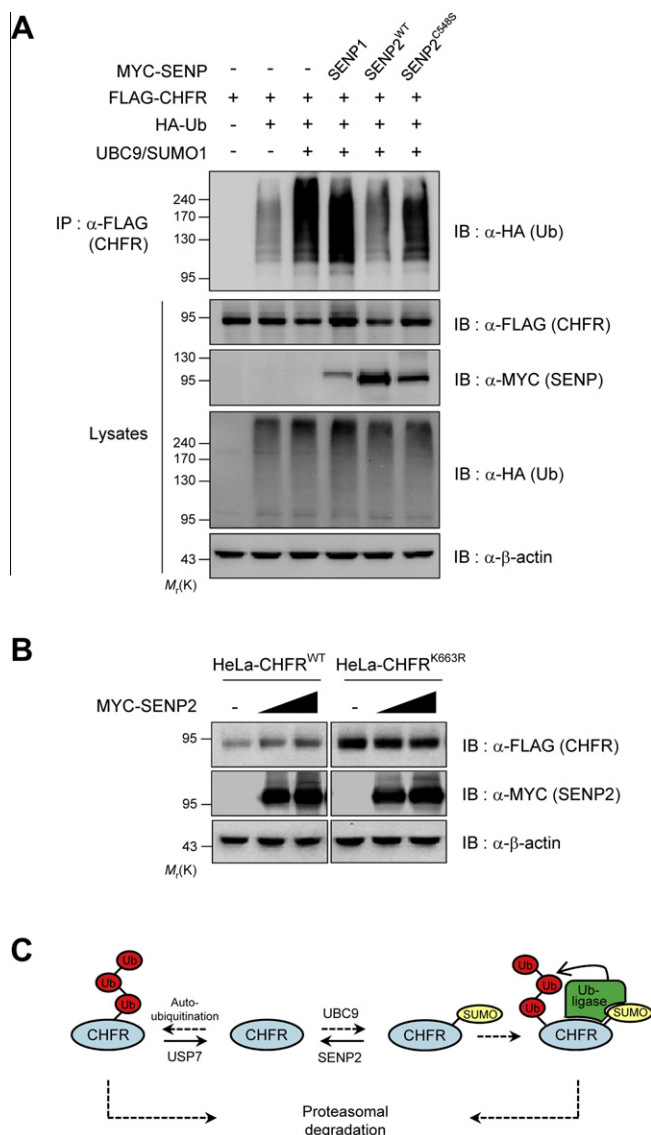 A
MYC-SENP - - - SENP1 SENP2WT SENP2C548S
FLAG-CHFR + + + + + +
HA-Ub - + + + + +
UBC9/SUMO1 - - + + + +
IP : α-FLAG
(CHFR)
240
170
130
95
IB : α-HA (Ub)
Lysates
95
IB : α-FLAG (CHFR)
130
95
IB : α-MYC (SENP)
240
170
130
95
IB : α-HA (Ub)
43
IB : α-β-actin
Mr(K)
B
HeLa-CHFRWT HeLa-CHFRK663R
MYC-SENP2 - -
95
IB : α-FLAG (CHFR)
95
IB : α-MYC (SENP2)
43
IB : α-β-actin
Mr(K)
C
Ub
Ub
Ub
CHFR
Auto-
ubiquitination
USP7
CHFR
UBC9
SENP2
SUMO
CHFR
Ub
Ub
Ub
Ub-
ligase
SUMO
CHFR
Proteasomal
degradation